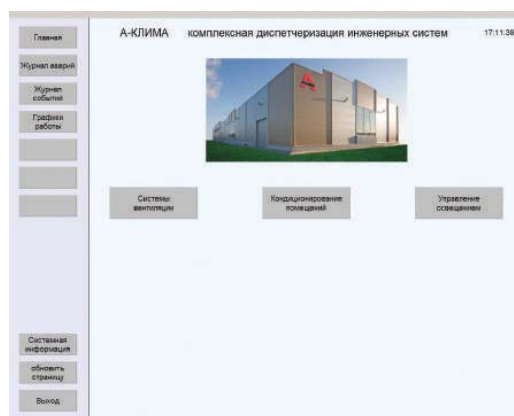 А-КЛИМА комплексная диспетчеризация инженерных систем 17:11:38
Главная
Журнал аварий
Журнал
событий
Графики
работы
Системы
вентиляции
Кондиционирование
помещений
Управление
освещением
Системная
информация
обновить
страницу
Выход